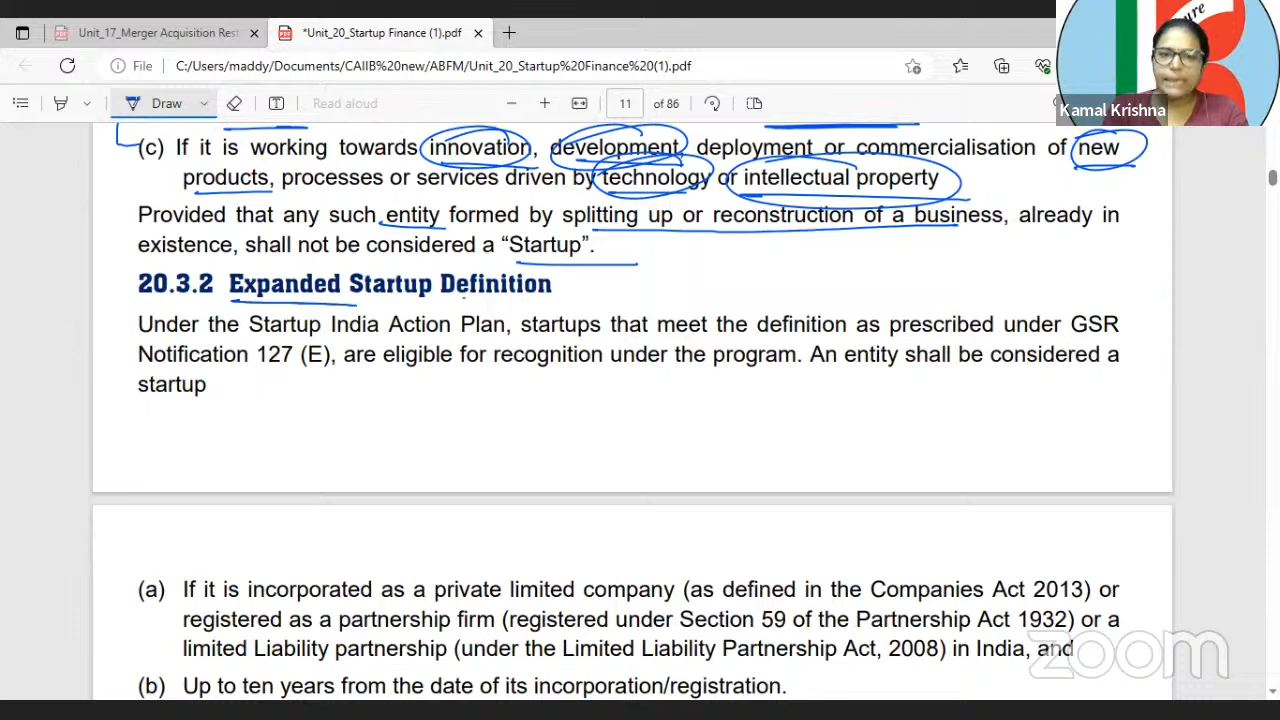 Unit_17_Merger Acquisition Rest
*Unit_20_Startup Finance (1).pdf
File C:/Users/maddy/Documents/CAIIB%20new/ABFM/Unit_20_Startup%20Finance%20(1).pdf
Draw Read aloud 11 of 86
Kamal Krishna
(c) If it is working towards innovation, development, deployment or commercialisation of new
products, processes or services driven by technology or intellectual property
Provided that any such entity formed by splitting up or reconstruction of a business, already in
existence, shall not be considered a “Startup”.
20.3.2 Expanded Startup Definition
Under the Startup India Action Plan, startups that meet the definition as prescribed under GSR
Notification 127 (E), are eligible for recognition under the program. An entity shall be considered a
startup
(a) If it is incorporated as a private limited company (as defined in the Companies Act 2013) or
registered as a partnership firm (registered under Section 59 of the Partnership Act 1932) or a
limited Liability partnership (under the Limited Liability Partnership Act, 2008) in India, and
(b) Up to ten years from the date of its incorporation/registration.
zoom